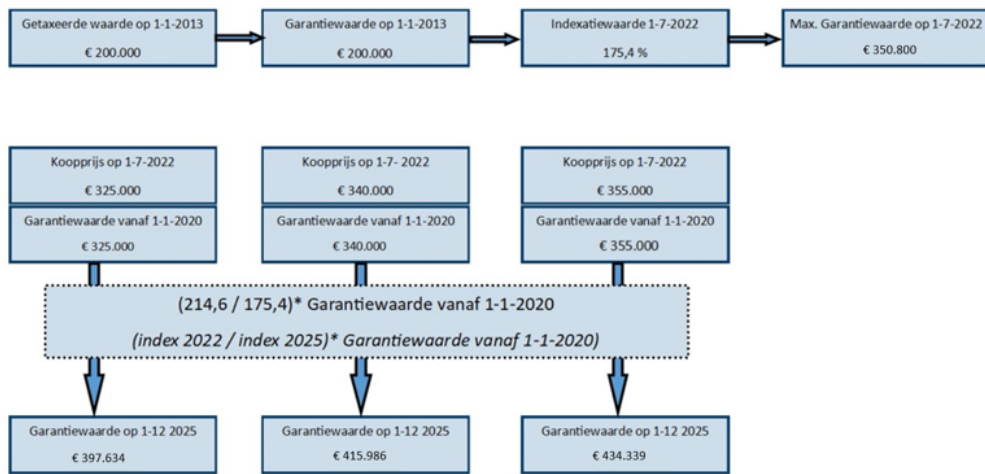 Getaxeerde waarde op 1-1-2013
€ 200.000
Garantiewaarde op 1-1-2013
€ 200.000
Indexatiewaarde 1-7-2022
175,4 %
Max. Garantiewaarde op 1-7-2022
€ 350.800
Koopprijs op 1-7-2022
€ 325.000
Garantiewaarde vanaf 1-1-2020
€ 325.000
Koopprijs op 1-7- 2022
€ 340.000
Garantiewaarde vanaf 1-1-2020
€ 340.000
Koopprijs op 1-7-2022
€ 355.000
Garantiewaarde vanaf 1-1-2020
€ 355.000
(214,6 / 175,4)* Garantiewaarde vanaf 1-1-2020
(index 2022 / index 2025)* Garantiewaarde vanaf 1-1-2020)
Garantiewaarde op 1-12 2025
€ 397.634
Garantiewaarde op 1-12 2025
€ 415.986
Garantiewaarde op 1-12 2025
€ 434.339